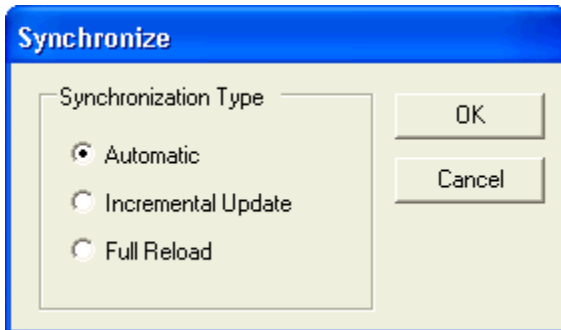 Synchronize
Synchronization Type
Automatic
Incremental Update
Full Reload
OK
Cancel